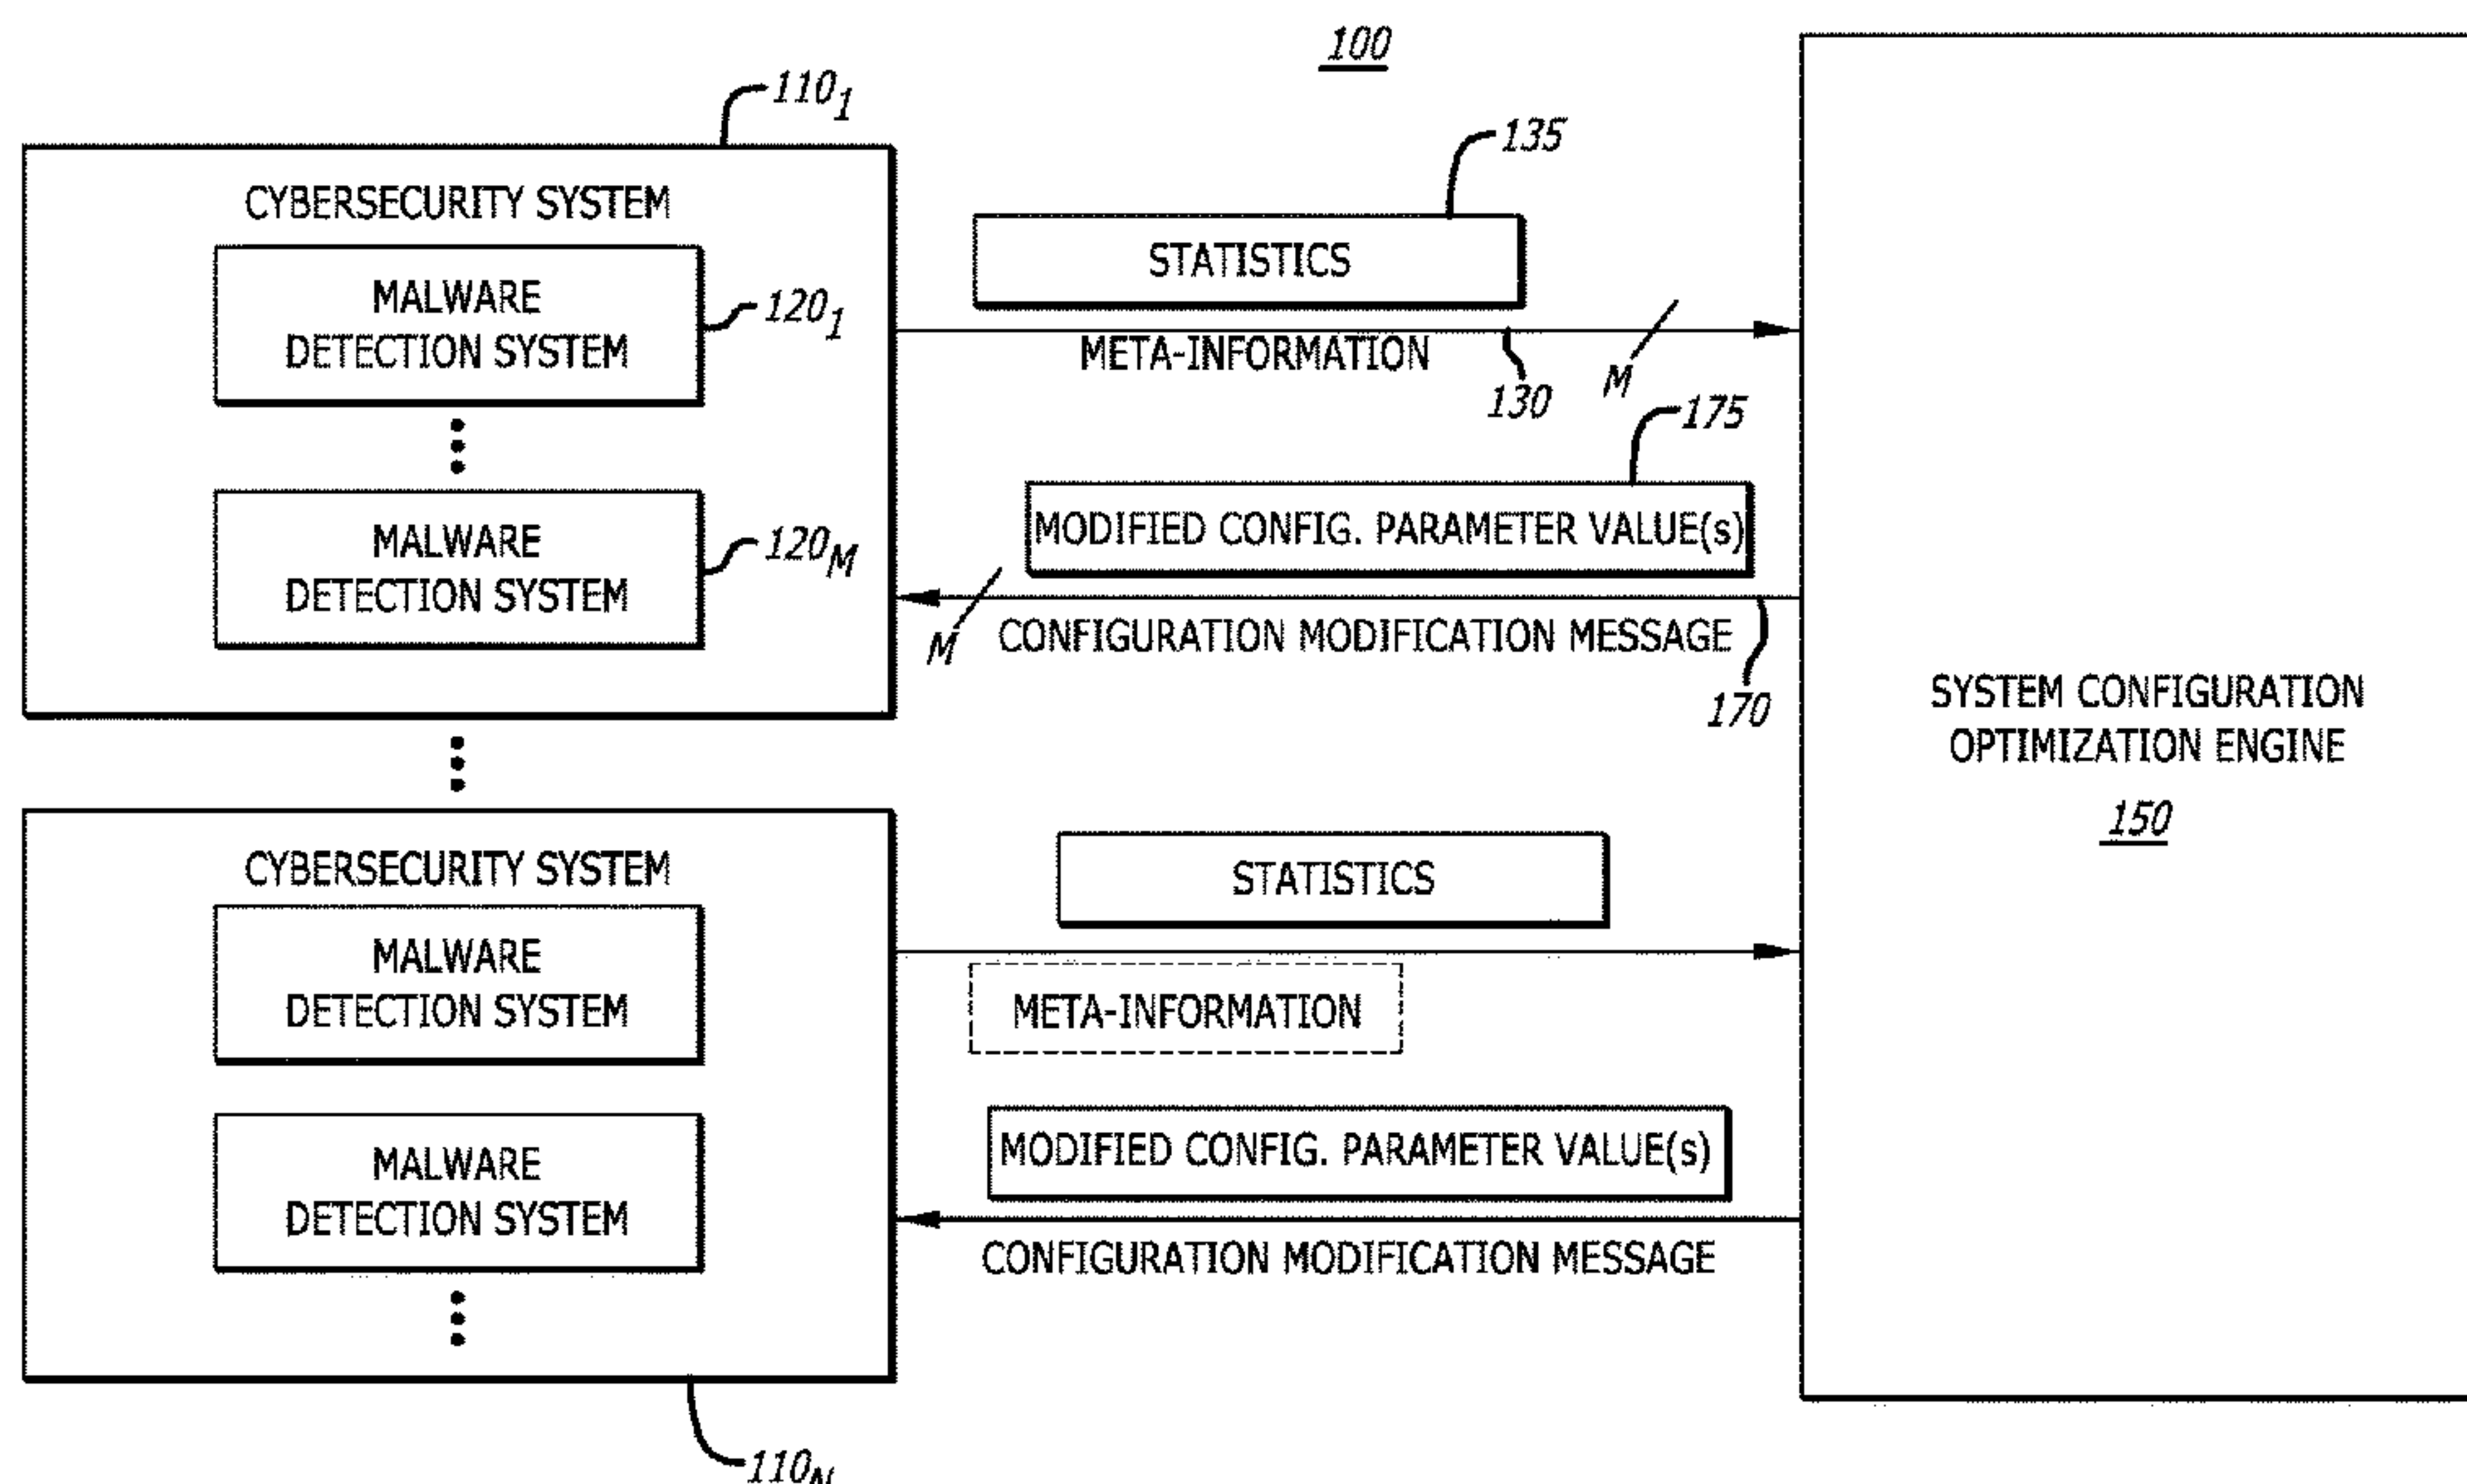 100
110₁
CYBERSECURITY SYSTEM
MALWARE
DETECTION SYSTEM
120₁
MALWARE
DETECTION SYSTEM
120M
135
STATISTICS
META-INFORMATION
130
M
175
MODIFIED CONFIG. PARAMETER VALUE(s)
M
CONFIGURATION MODIFICATION MESSAGE
170
SYSTEM CONFIGURATION
OPTIMIZATION ENGINE
150
CYBERSECURITY SYSTEM
MALWARE
DETECTION SYSTEM
MALWARE
DETECTION SYSTEM
STATISTICS
META-INFORMATION
MODIFIED CONFIG. PARAMETER VALUE(s)
CONFIGURATION MODIFICATION MESSAGE
110N